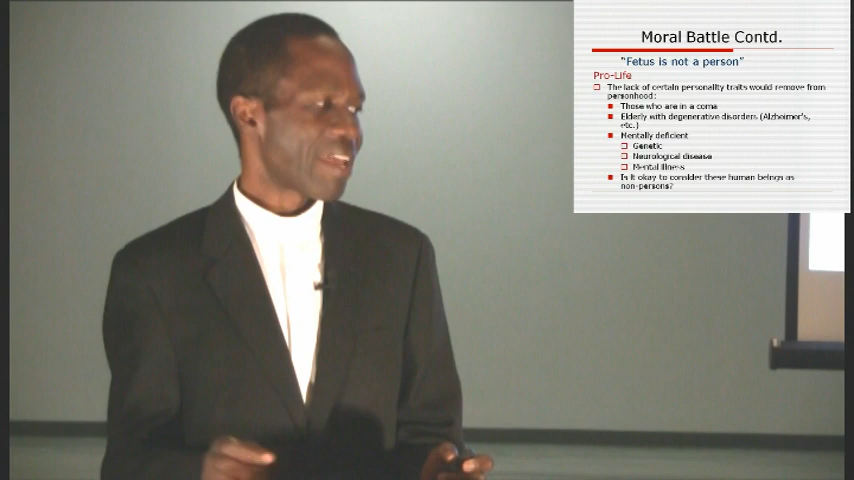 Moral Battle Contd.
"Fetus is not a person"
Pro-Life
The lack of certain personality traits would remove from
personhood:
Those who are in a coma
Elderly with degenerative disorders (Alzheimer's,
etc.)
Mentally deficient
Genetic
Neurological disease
Mental illness
Is it okay to consider these human beings as
non-persons?